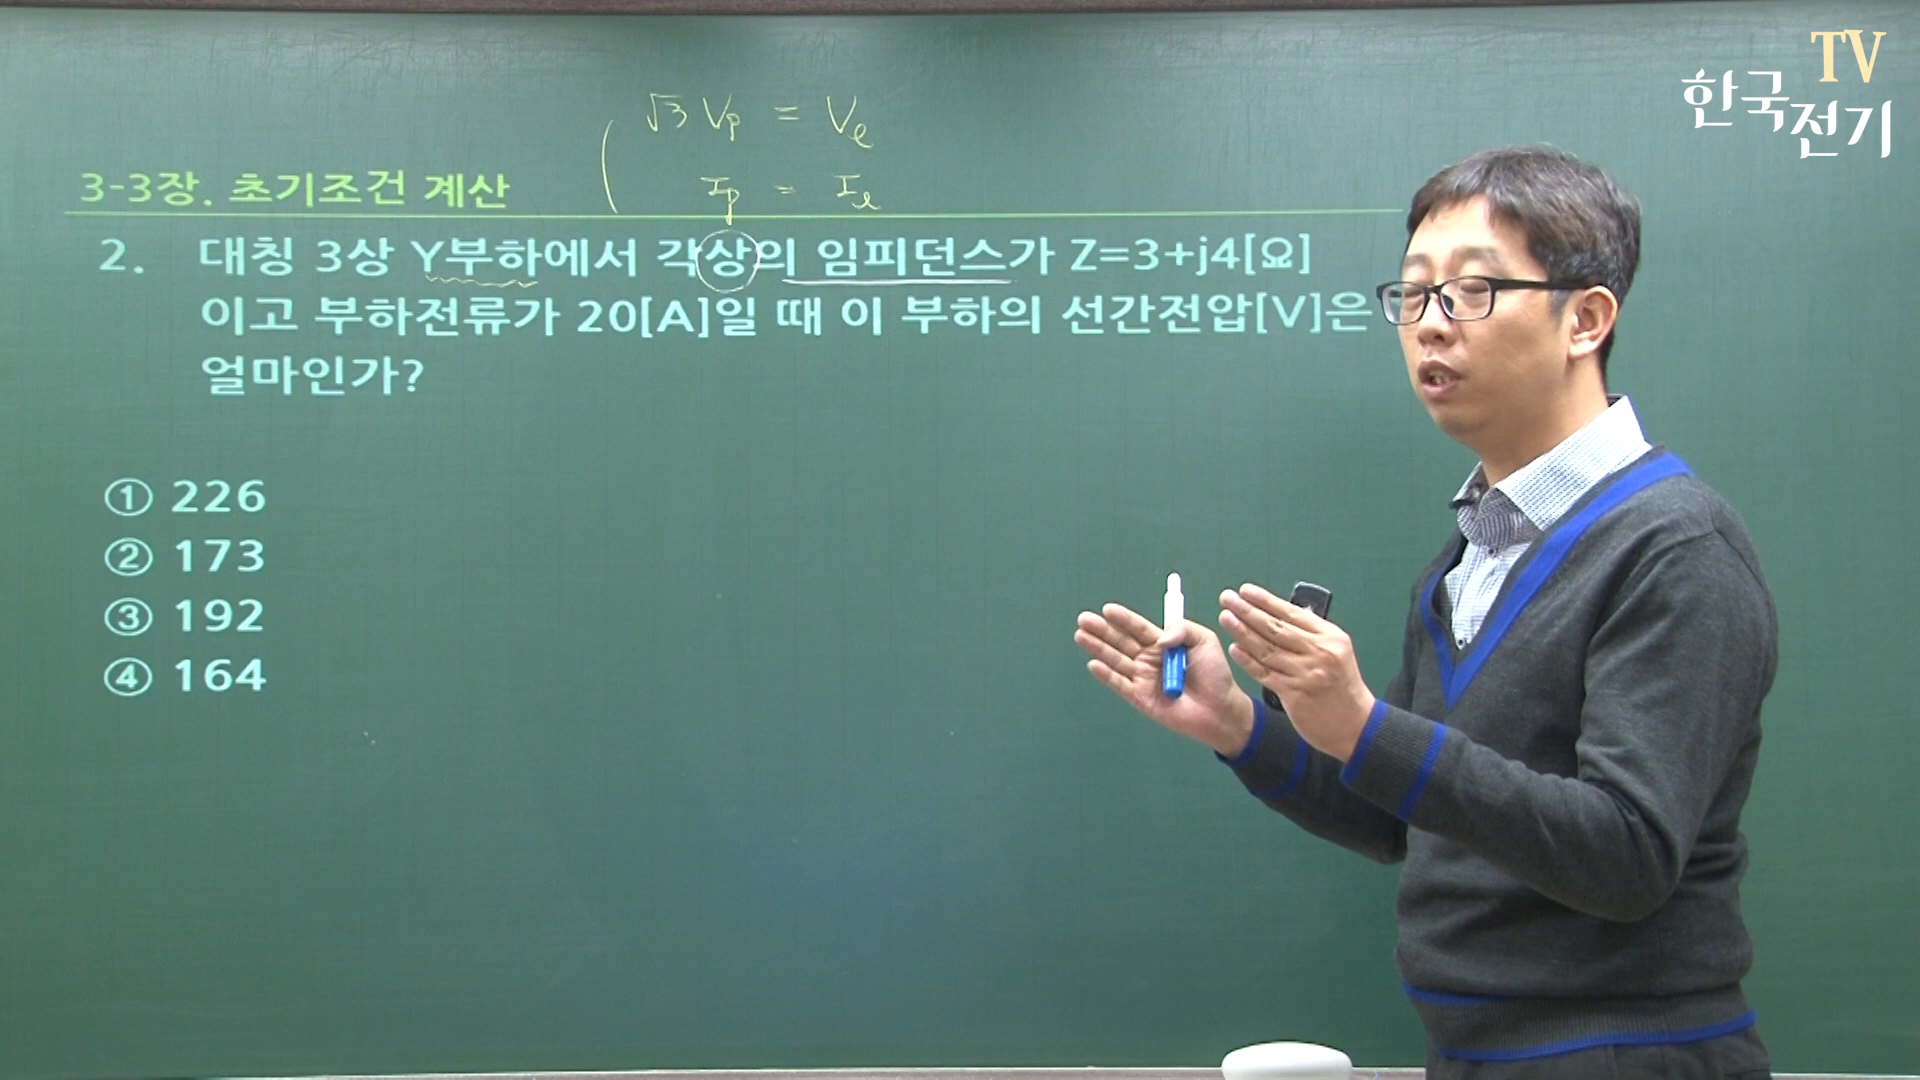 TV
한국전기
√3 Vp = Vℓ
Ip = Iℓ
3-3장. 초기조건 계산
2. 대칭 3상 Y부하에서 각상의 임피던스가 Z=3+j4[Ω]
이고 부하전류가 20[A]일 때 이 부하의 선간전압[V]은
얼마인가?
① 226
② 173
③ 192
④ 164